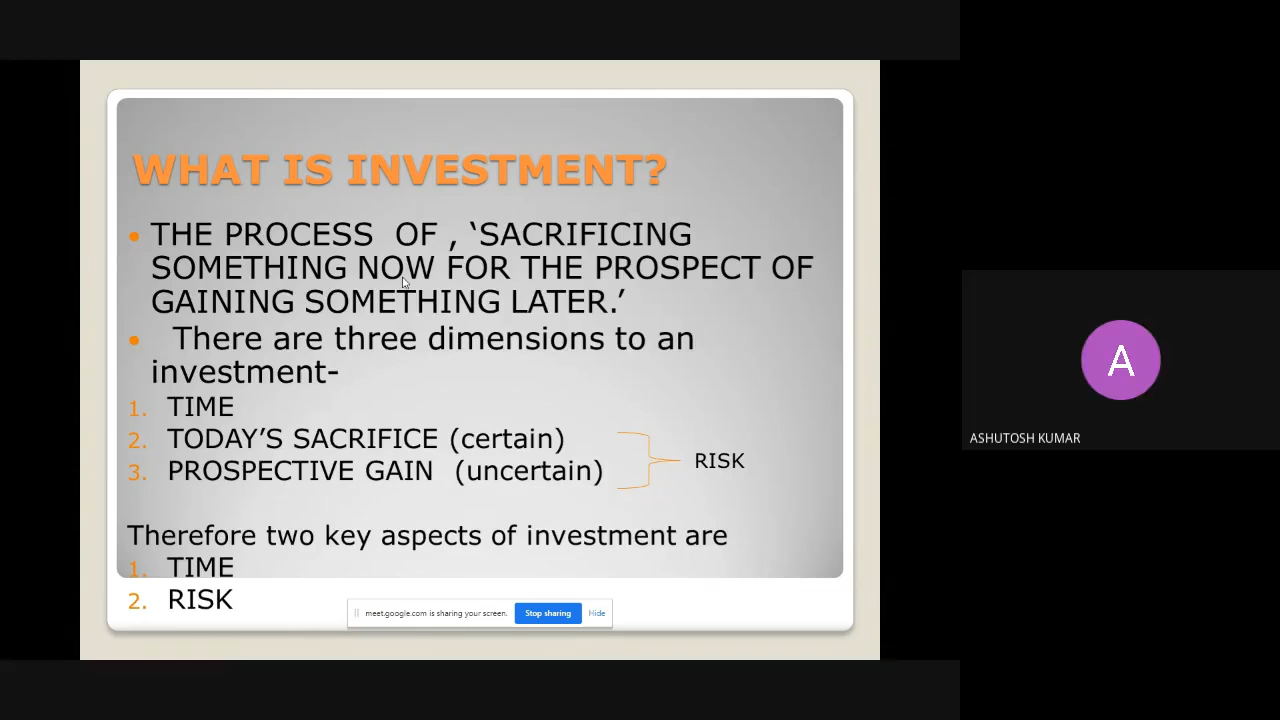 WHAT IS INVESTMENT?
• THE PROCESS OF , ‘SACRIFICING
SOMETHING NOW FOR THE PROSPECT OF
GAINING SOMETHING LATER.’
• There are three dimensions to an
investment-
1. TIME
2. TODAY’S SACRIFICE (certain)
3. PROSPECTIVE GAIN (uncertain)
RISK
Therefore two key aspects of investment are
1. TIME
2. RISK
meet.google.com is sharing your screen. Stop sharing Hide
A
ASHUTOSH KUMAR